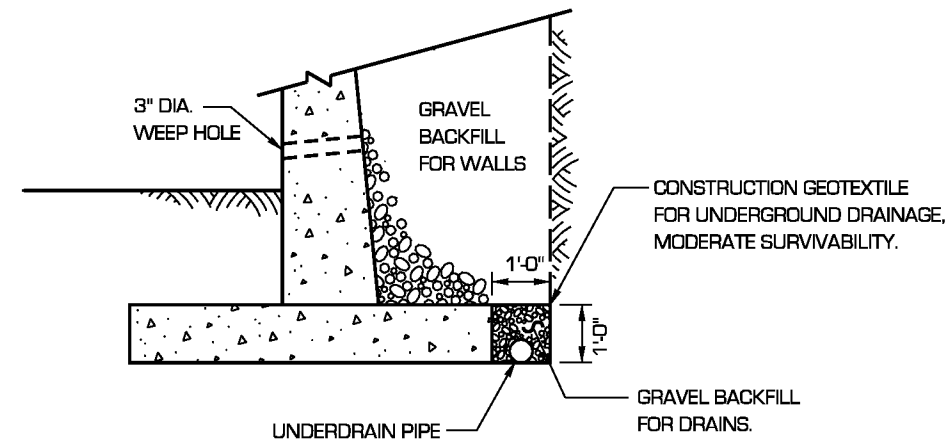 3" DIA.
WEEP HOLE
GRAVEL
BACKFILL
FOR WALLS
CONSTRUCTION GEOTEXTILE
FOR UNDERGROUND DRAINAGE,
MODERATE SURVIVABILITY.
1'-0"
1'-0"
GRAVEL BACKFILL
FOR DRAINS.
UNDERDRAIN PIPE